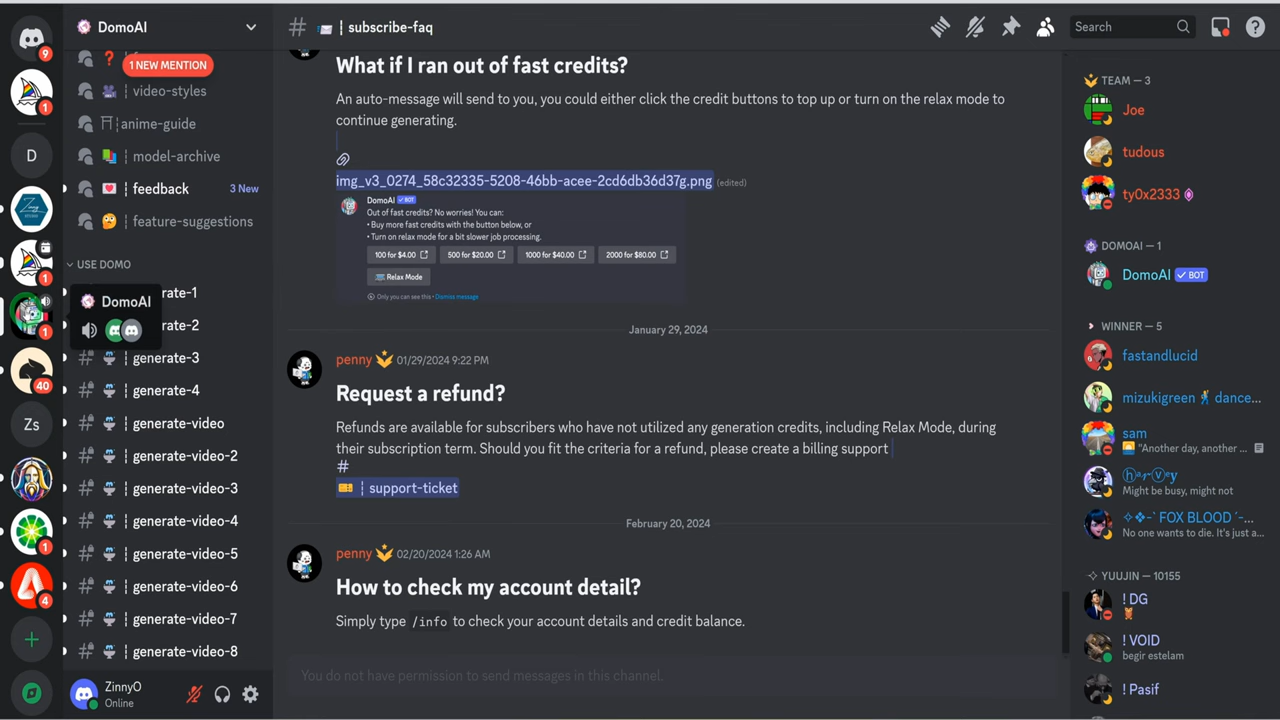 9
1
D
1
1
40
Zs
1
4
DomoAI
1 NEW MENTION
video-styles
anime-guide
model-archive
feedback
3 New
feature-suggestions
USE DOMO
rate-1
DomoAI
rate-2
generate-3
generate-4
generate-video
generate-video-2
generate-video-3
generate-video-4
generate-video-5
generate-video-6
generate-video-7
generate-video-8
ZinnyO
Online
# | subscribe-faq
Search
What if I ran out of fast credits?
An auto-message will send to you, you could either click the credit buttons to top up or turn on the relax mode to
continue generating.
img_v3_0274_58c32335-5208-46bb-acee-2cd6db36d37g.png (edited)
DomoAI ✓ BOT
Out of fast credits? No worries! You can:
• Buy more fast credits with the button below, or
• Turn on relax mode for a bit slower job processing.
100 for $4.00
500 for $20.00
1000 for $40.00
2000 for $80.00
Relax Mode
Only you can see this • Dismiss message
January 29, 2024
penny 01/29/2024 9:22 PM
Request a refund?
Refunds are available for subscribers who have not utilized any generation credits, including Relax Mode, during
their subscription term. Should you fit the criteria for a refund, please create a billing support
#
| support-ticket
February 20, 2024
penny 02/20/2024 1:26 AM
How to check my account detail?
Simply type /info to check your account details and credit balance.
You do not have permission to send messages in this channel.
TEAM — 3
Joe
tudous
ty0x2333
DOMOAI — 1
DomoAI ✓ BOT
WINNER — 5
fastandlucid
mizukigreen 🕺 dance...
sam
"Another day, another ...
ⓗ𝒶𝓇ⓥℯ𝓎
Might be busy, might not
✧❖-` FOX BLOOD ´-...
No one wants to die. It's just a...
YUUJIN — 10155
! DG
! VOID
begir estelam
! Pasif